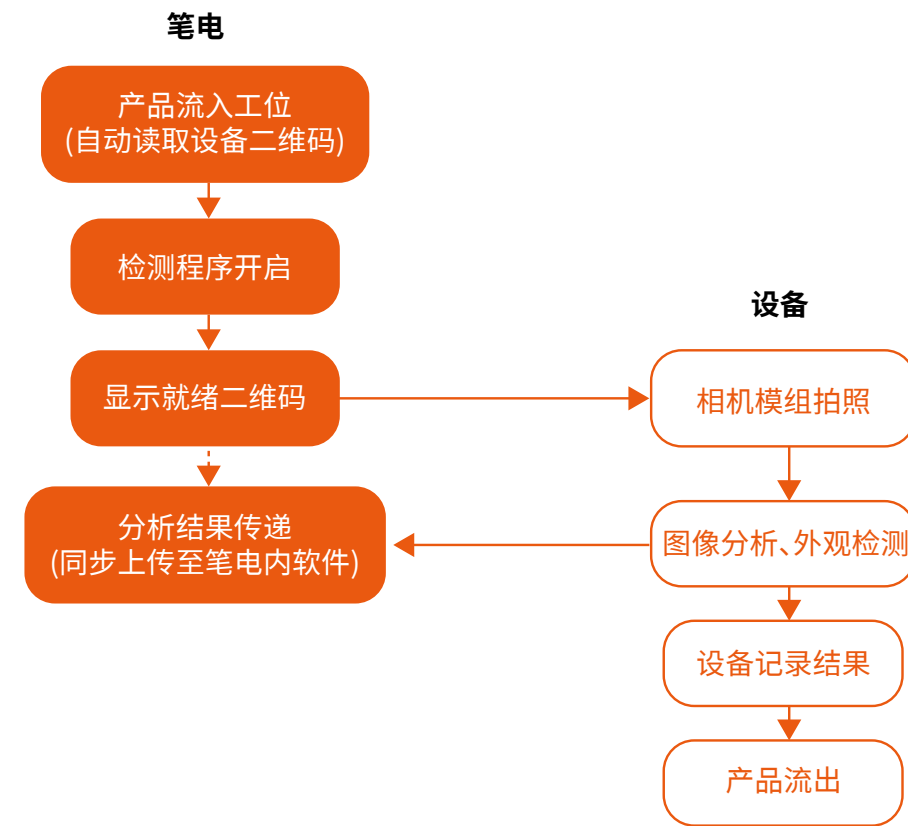 笔电
产品流入工位
(自动读取设备二维码)
检测程序开启
显示就绪二维码
分析结果传递
(同步上传至笔电内软件)
设备
相机模组拍照
图像分析、外观检测
设备记录结果
产品流出